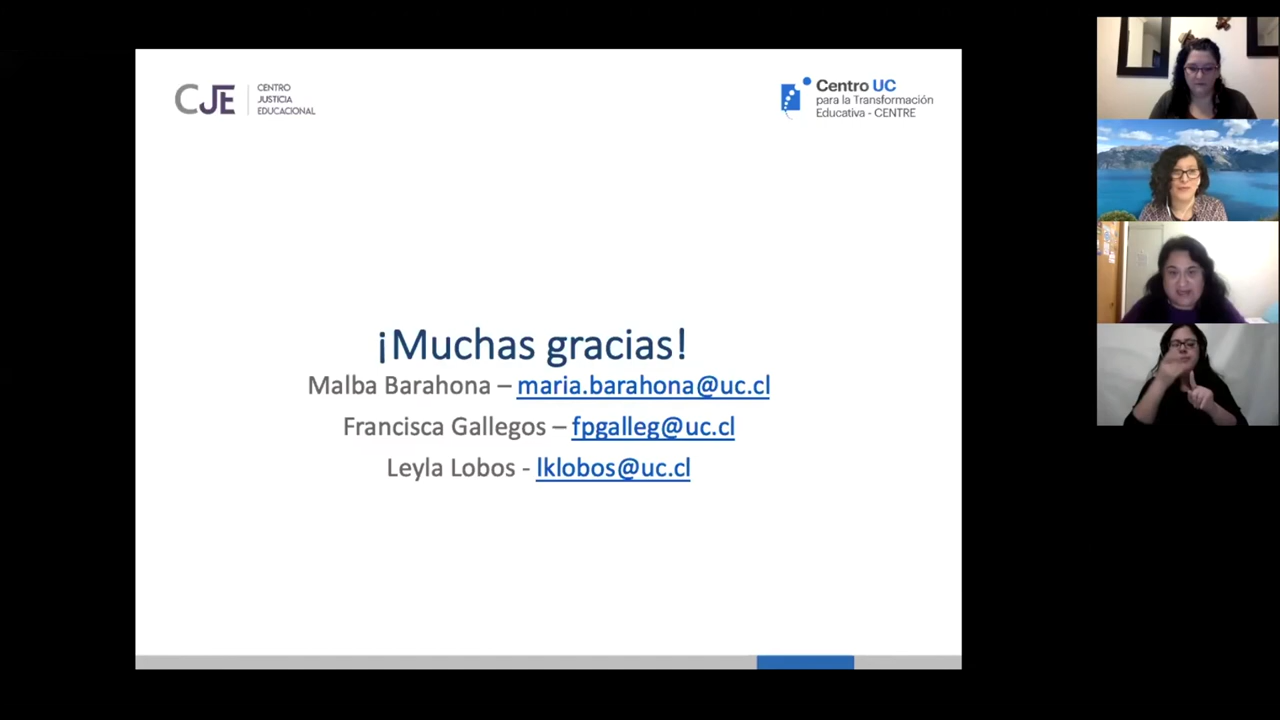 CJE
CENTRO
JUSTICIA
EDUCACIONAL
Centro UC
para la Transformación
Educativa - CENTRE
¡Muchas gracias!
Malba Barahona – maria.barahona@uc.cl
Francisca Gallegos – fpgalleg@uc.cl
Leyla Lobos - lklobos@uc.cl